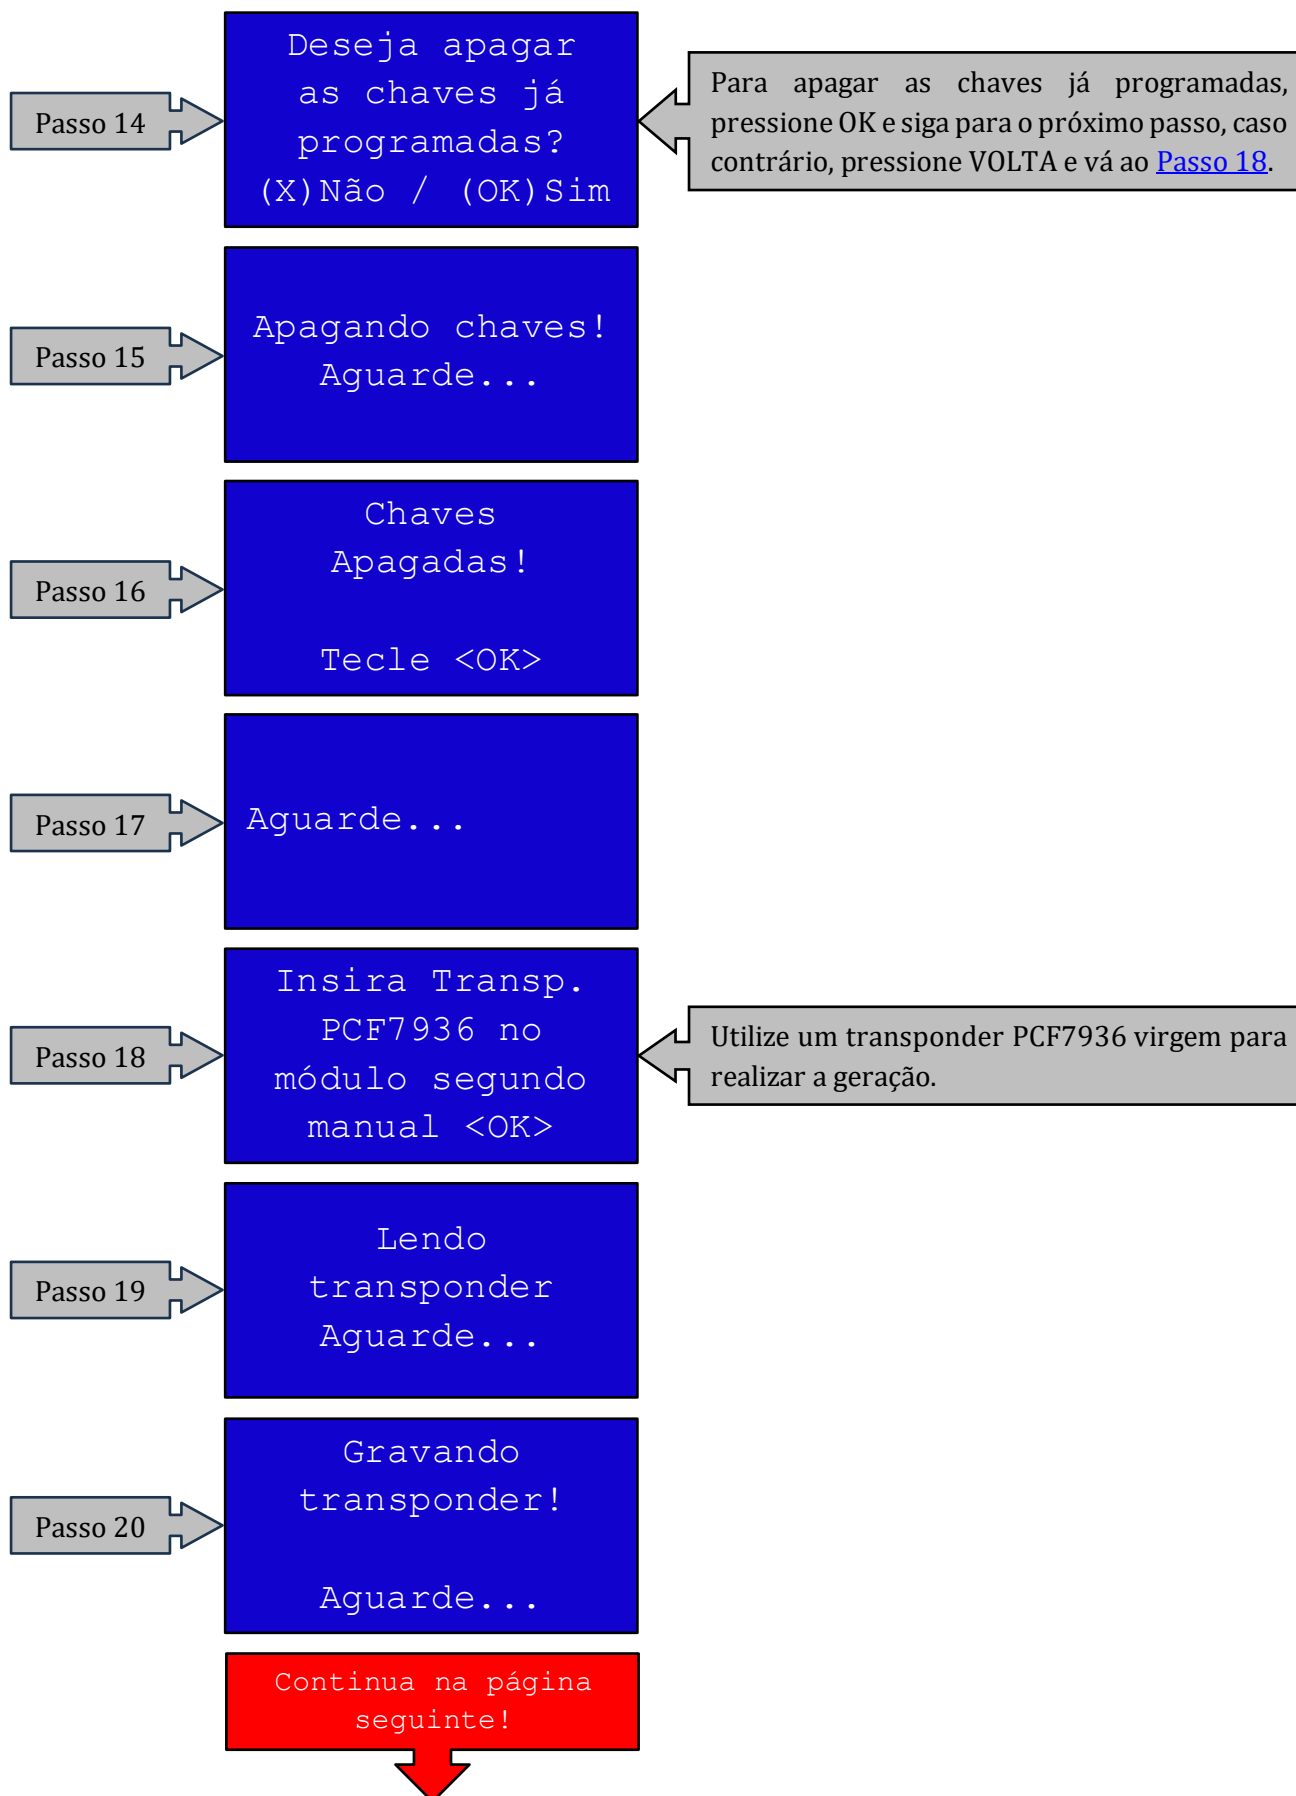 Passo 14
Deseja apagar
as chaves já
programadas?
(X)Não / (OK)Sim
Para apagar as chaves já programadas,
pressione OK e siga para o próximo passo, caso
contrário, pressione VOLTA e vá ao Passo 18.
Passo 15
Apagando chaves!
Aguarde...
Passo 16
Chaves
Apagadas!
Tecle <OK>
Passo 17
Aguarde...
Passo 18
Insira Transp.
PCF7936 no
módulo segundo
manual <OK>
Utilize um transponder PCF7936 virgem para
realizar a geração.
Passo 19
Lendo
transponder
Aguarde...
Passo 20
Gravando
transponder!
Aguarde...
Continua na página
seguinte!